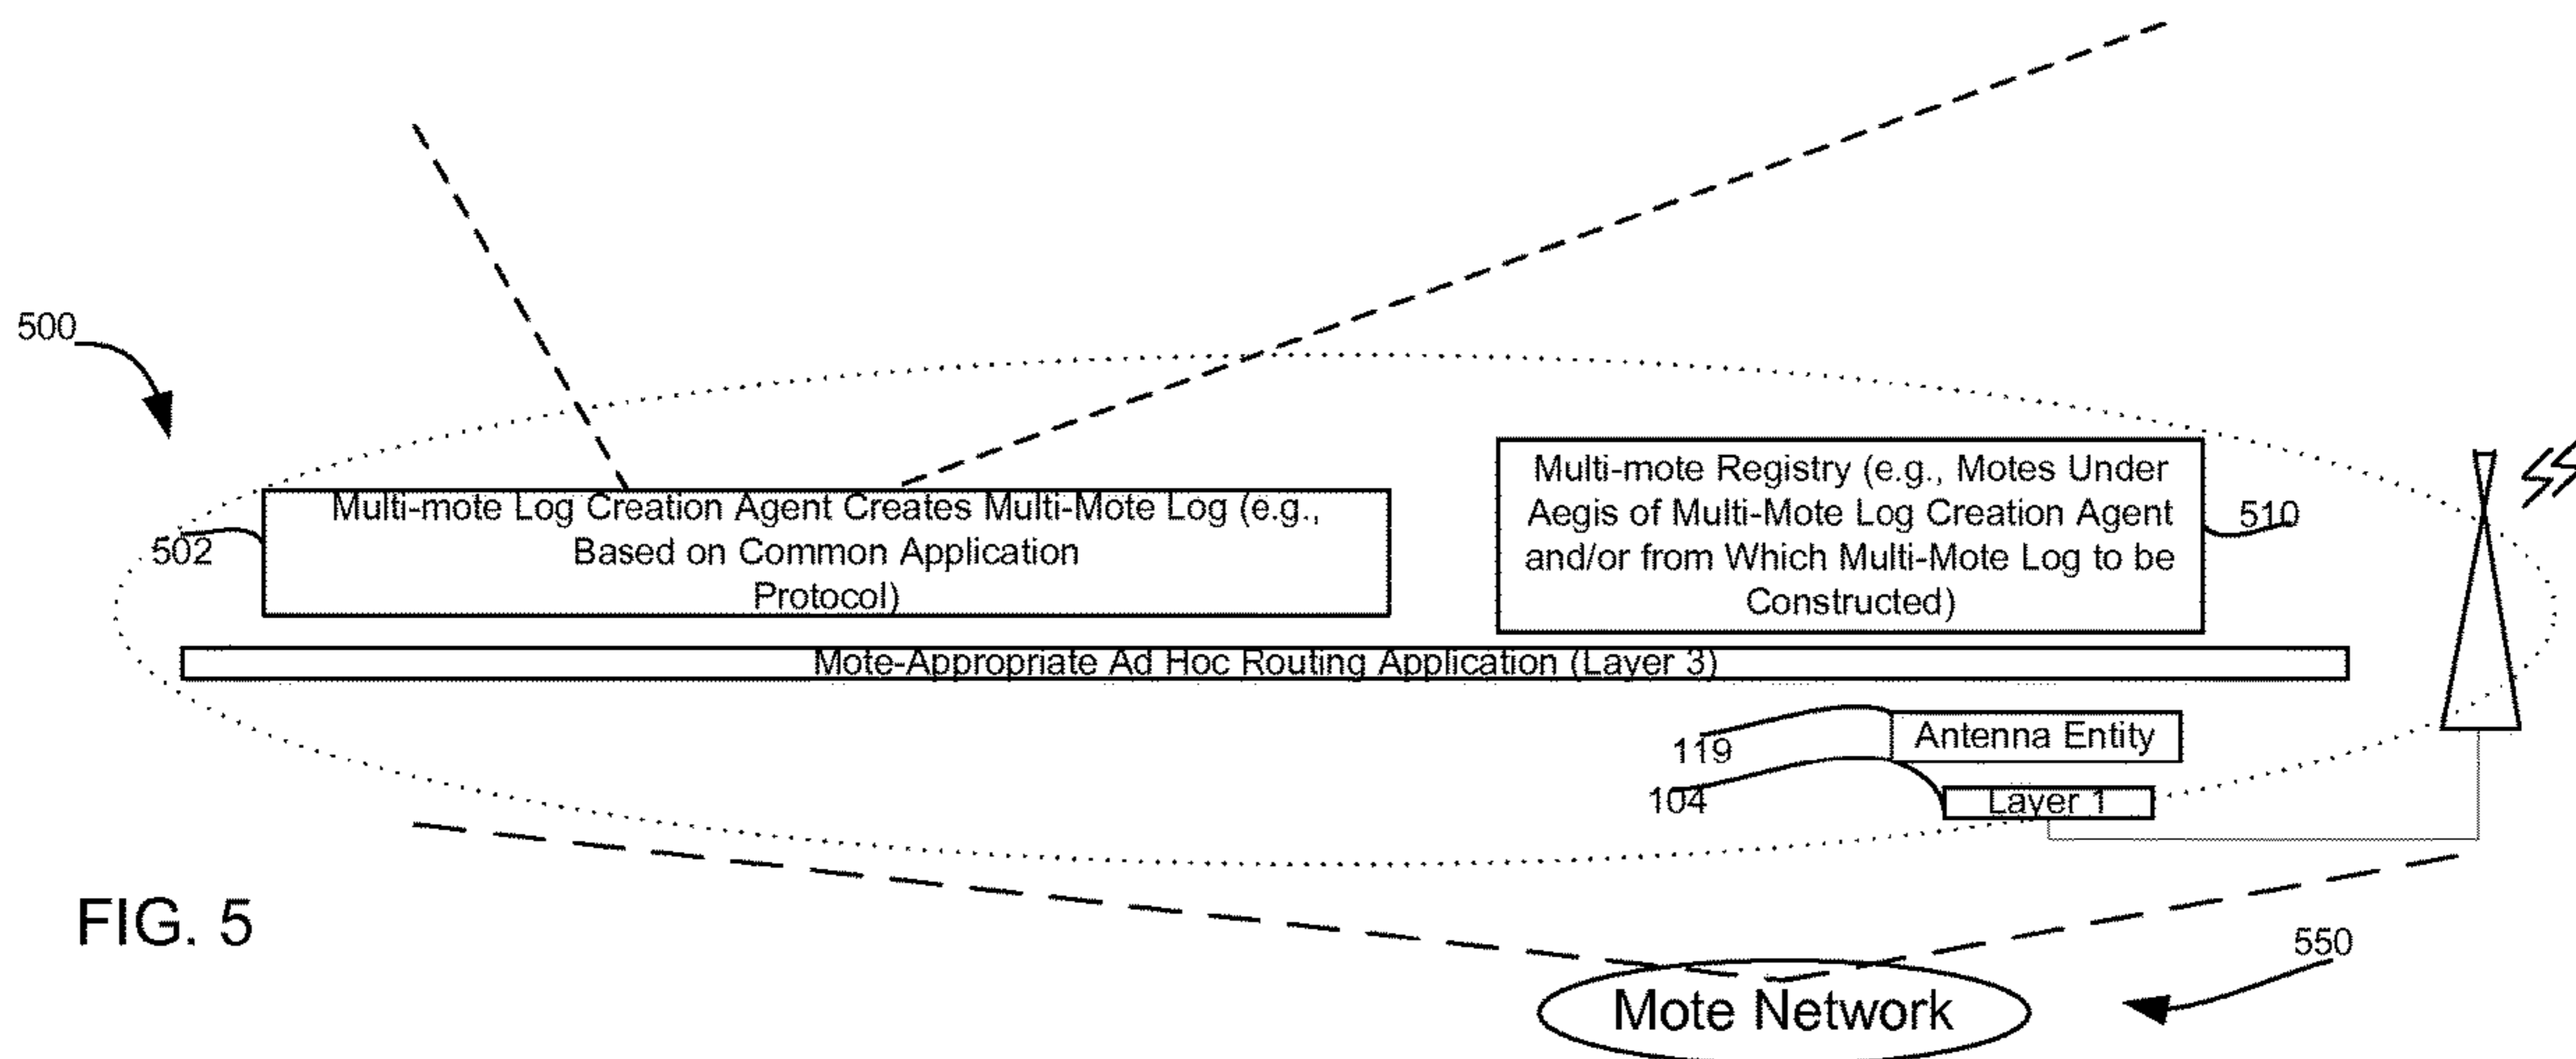 500
Multi-mote Log Creation Agent Creates Multi-Mote Log (e.g.,
Based on Common Application
Protocol)
502
Multi-mote Registry (e.g., Motes Under
Aegis of Multi-Mote Log Creation Agent
and/or from Which Multi-Mote Log to be
Constructed)
510
Mote-Appropriate Ad Hoc Routing Application (Layer 3)
119
Antenna Entity
104
Layer 1
FIG. 5
550
Mote Network